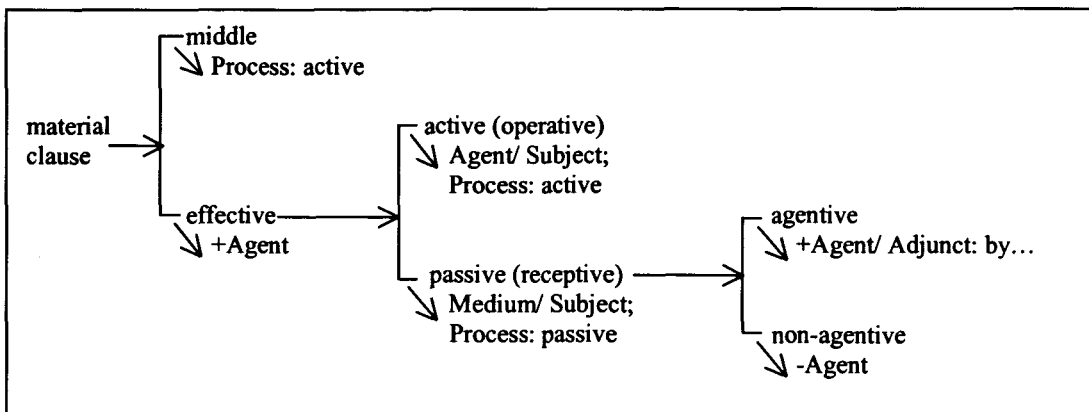 middle
Process: active
material
clause
active (operative)
Agent/ Subject;
Process: active
effective
+Agent
passive (receptive)
Medium/ Subject;
Process: passive
agentive
+Agent/ Adjunct: by…
non-agentive
-Agent